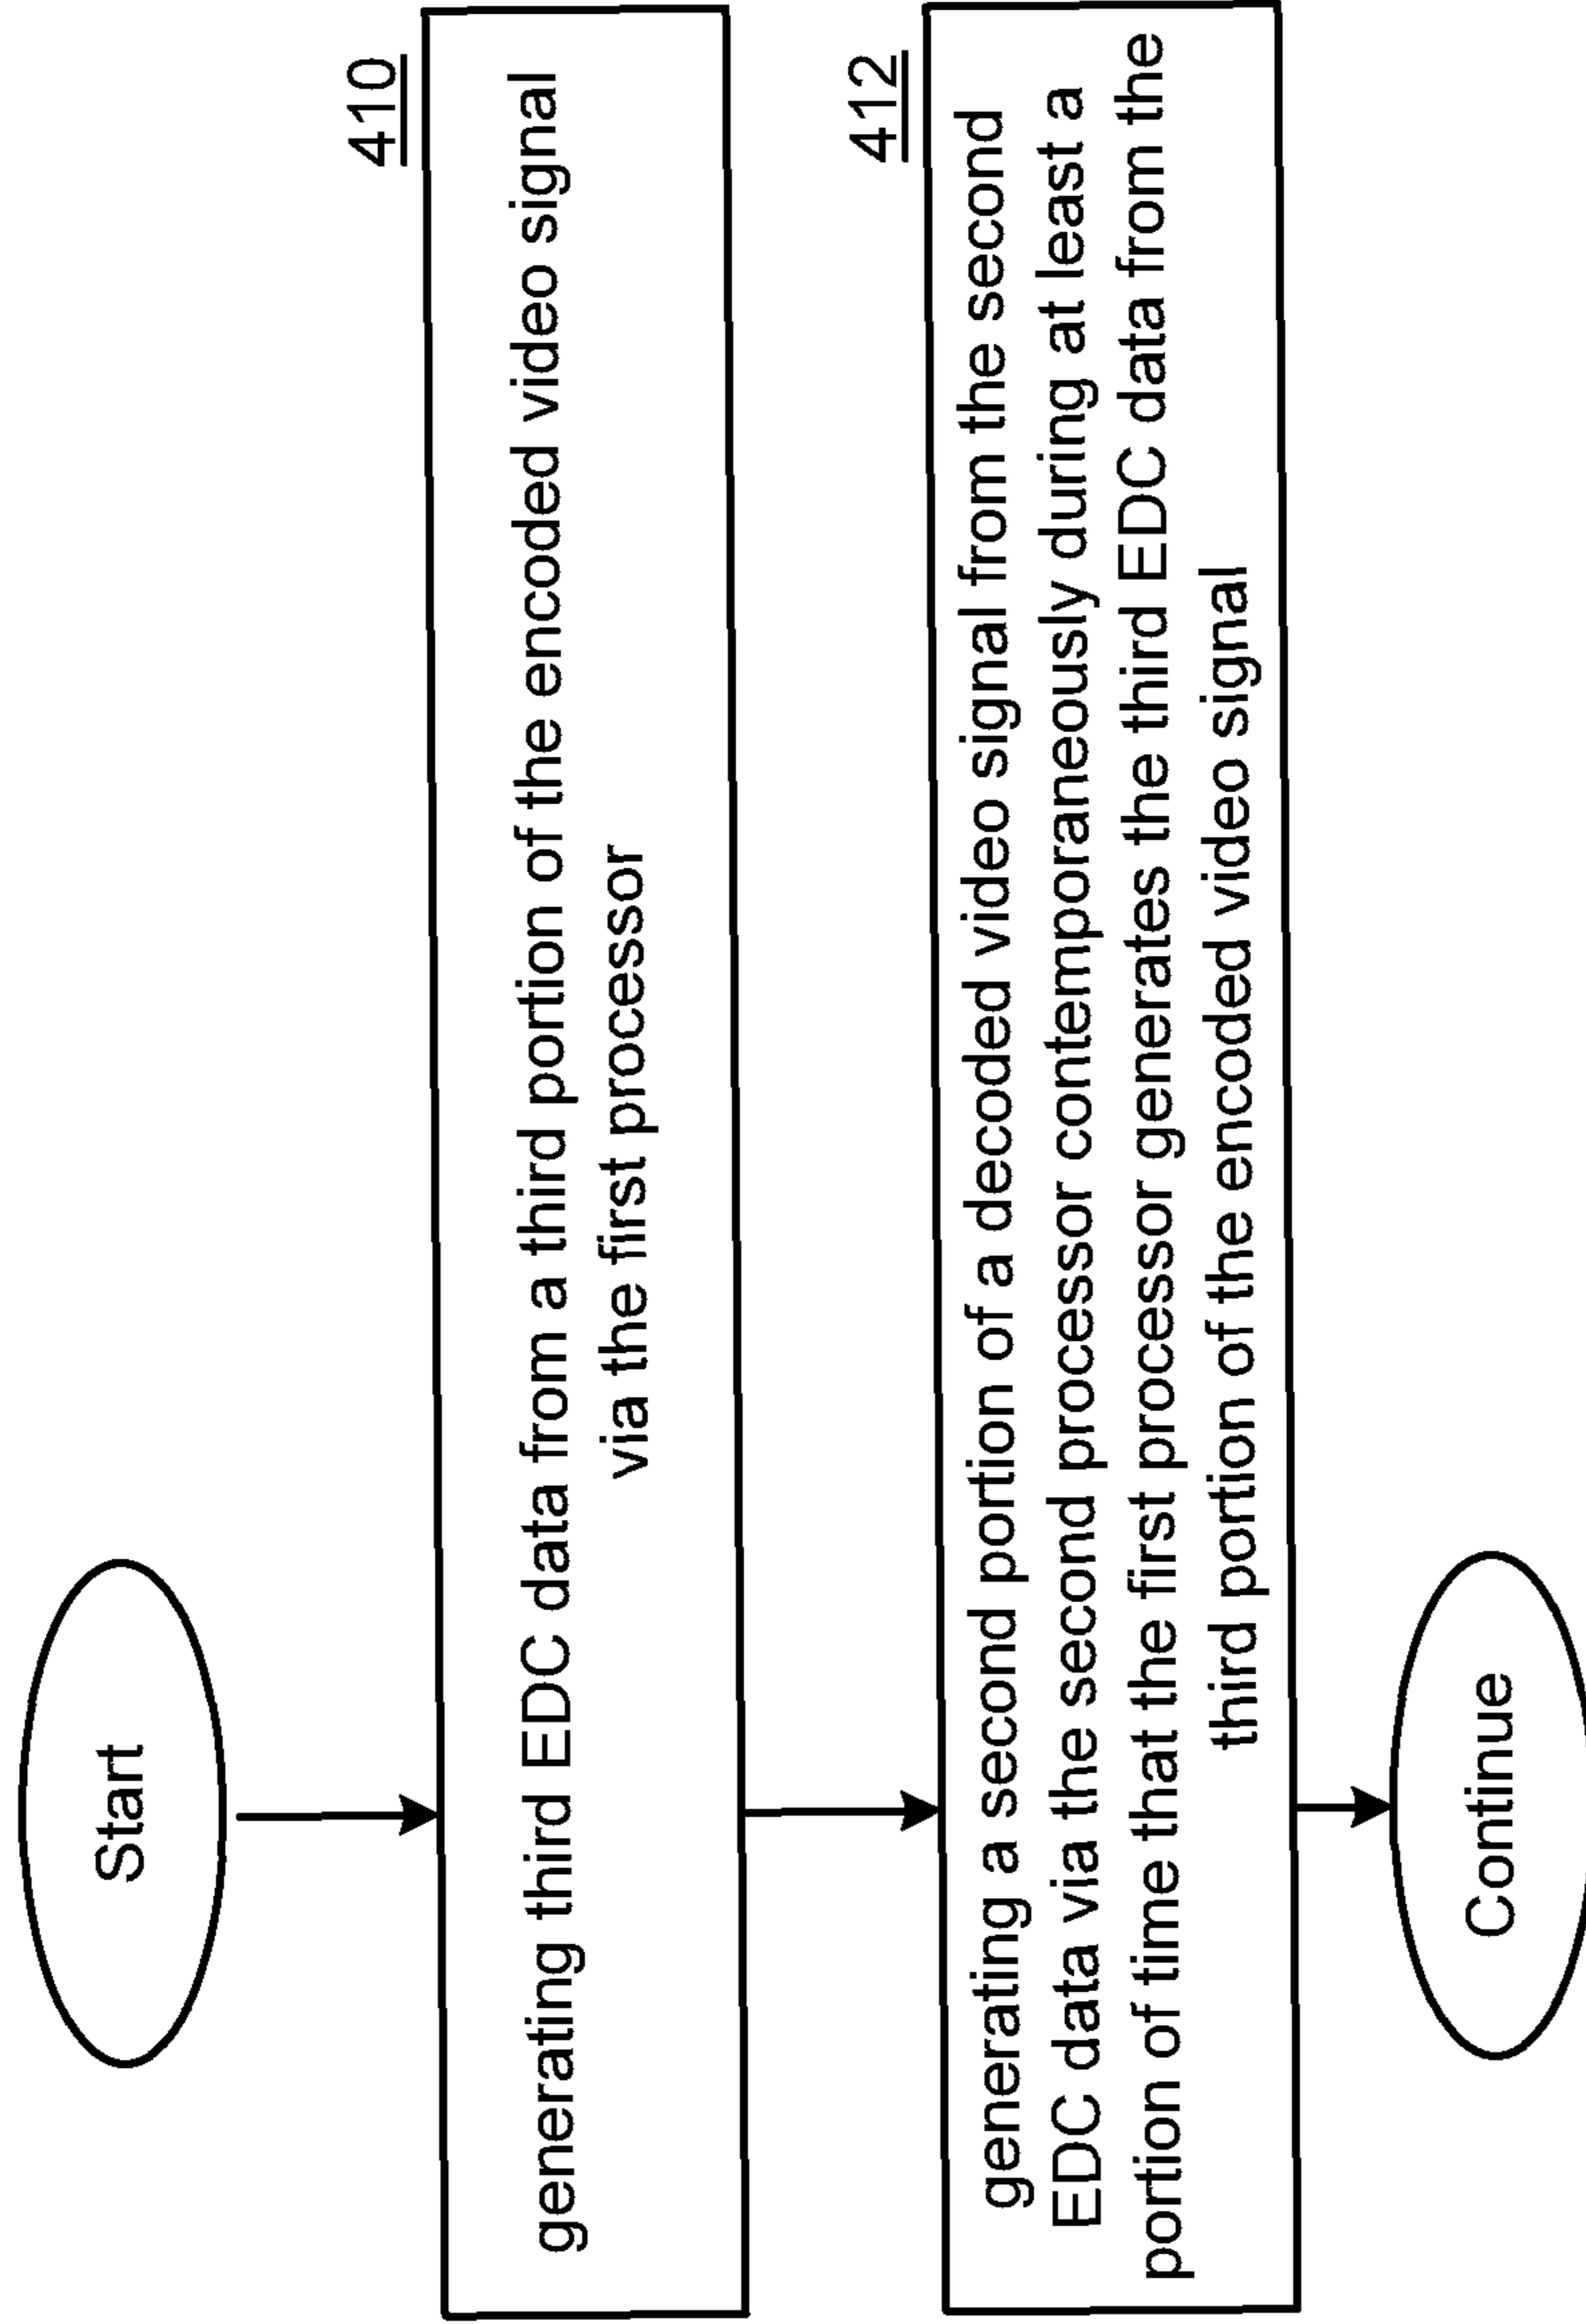 Start
410
generating third EDC data from a third portion of the encoded video signal
via the first processor
412
generating a second portion of a decoded video signal from the second
EDC data via the second processor contemporaneously during at least a
portion of time that the first processor generates the third EDC data from the
third portion of the encoded video signal
Continue